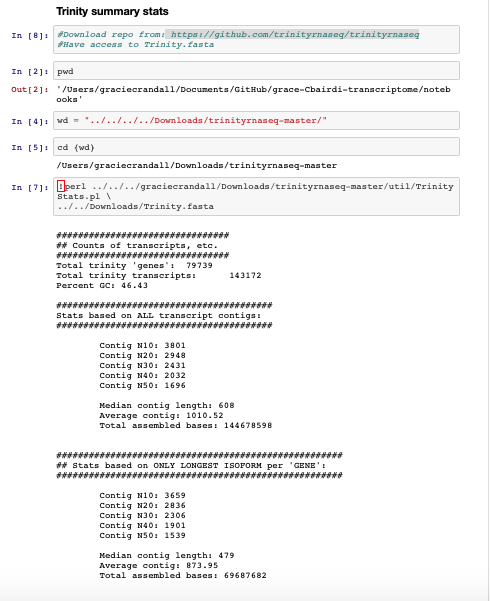 Trinity summary stats
In [8]: #Download repo from: https://github.com/trinityrnaseq/trinityrnaseq
#Have access to Trinity.fasta
In [2]: pwd
Out[2]: '/Users/graciecrandall/Documents/GitHub/grace-Cbairdi-transcriptome/noteb
ooks'
In [4]: wd = "../../../../Downloads/trinityrnaseq-master/"
In [5]: cd {wd}
/Users/graciecrandall/Downloads/trinityrnaseq-master
In [7]: !perl ../../../graciecrandall/Downloads/trinityrnaseq-master/util/Trinity
Stats.pl \
../../Downloads/Trinity.fasta
################################
## Counts of transcripts, etc.
################################
Total trinity 'genes': 79739
Total trinity transcripts: 143172
Percent GC: 46.43
########################################
Stats based on ALL transcript contigs:
########################################
Contig N10: 3801
Contig N20: 2948
Contig N30: 2431
Contig N40: 2032
Contig N50: 1696
Median contig length: 608
Average contig: 1010.52
Total assembled bases: 144678598
#####################################################
## Stats based on ONLY LONGEST ISOFORM per 'GENE':
#####################################################
Contig N10: 3659
Contig N20: 2836
Contig N30: 2306
Contig N40: 1901
Contig N50: 1539
Median contig length: 479
Average contig: 873.95
Total assembled bases: 69687682